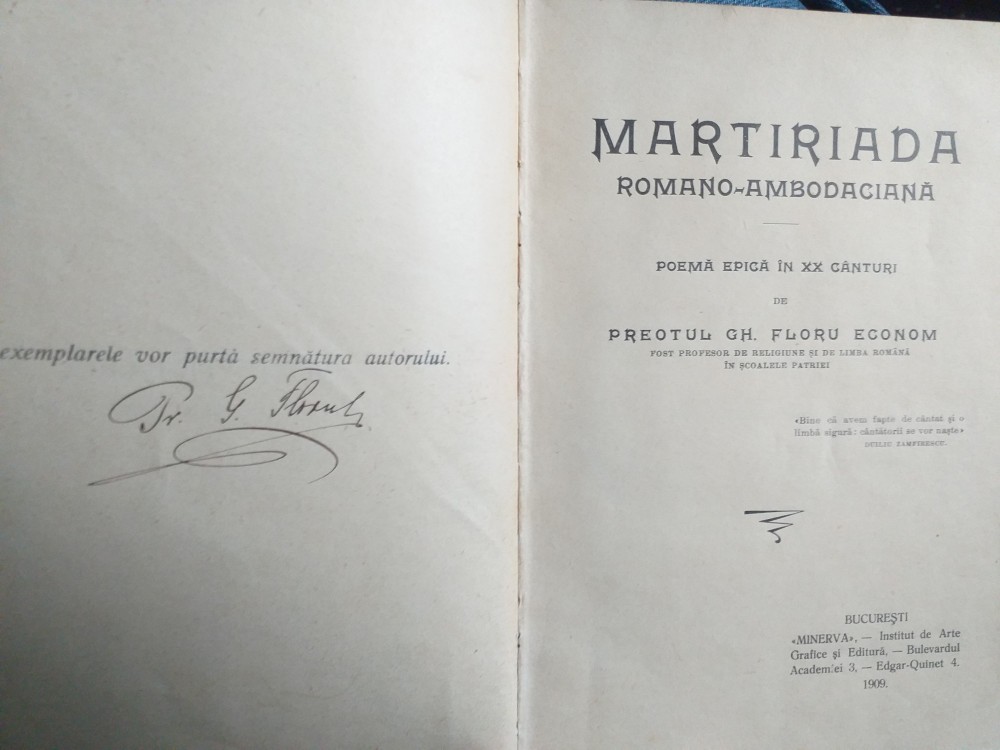 exemplarele vor purtà semnătura autorului.
Pr. G. Floru
MARTIRIADA
ROMANO-AMBODACIANĂ
POEMĂ EPICĂ ÎN XX CÂNTURI
DE
PREOTUL GH. FLORU ECONOM
FOST PROFESOR DE RELIGIUNE ȘI DE LIMBA ROMÂNĂ
ÎN ȘCOALELE PATRIEI
«Bine că avem fapte de cântat și o
limbă sigură: cântătorii se vor naște»
DUILIU ZAMFIRESCU.
BUCUREȘTI
«MINERVA», — Institut de Arte
Grafice și Editură, — Bulevardul
Academiei 3, — Edgar-Quinet 4.
1909.